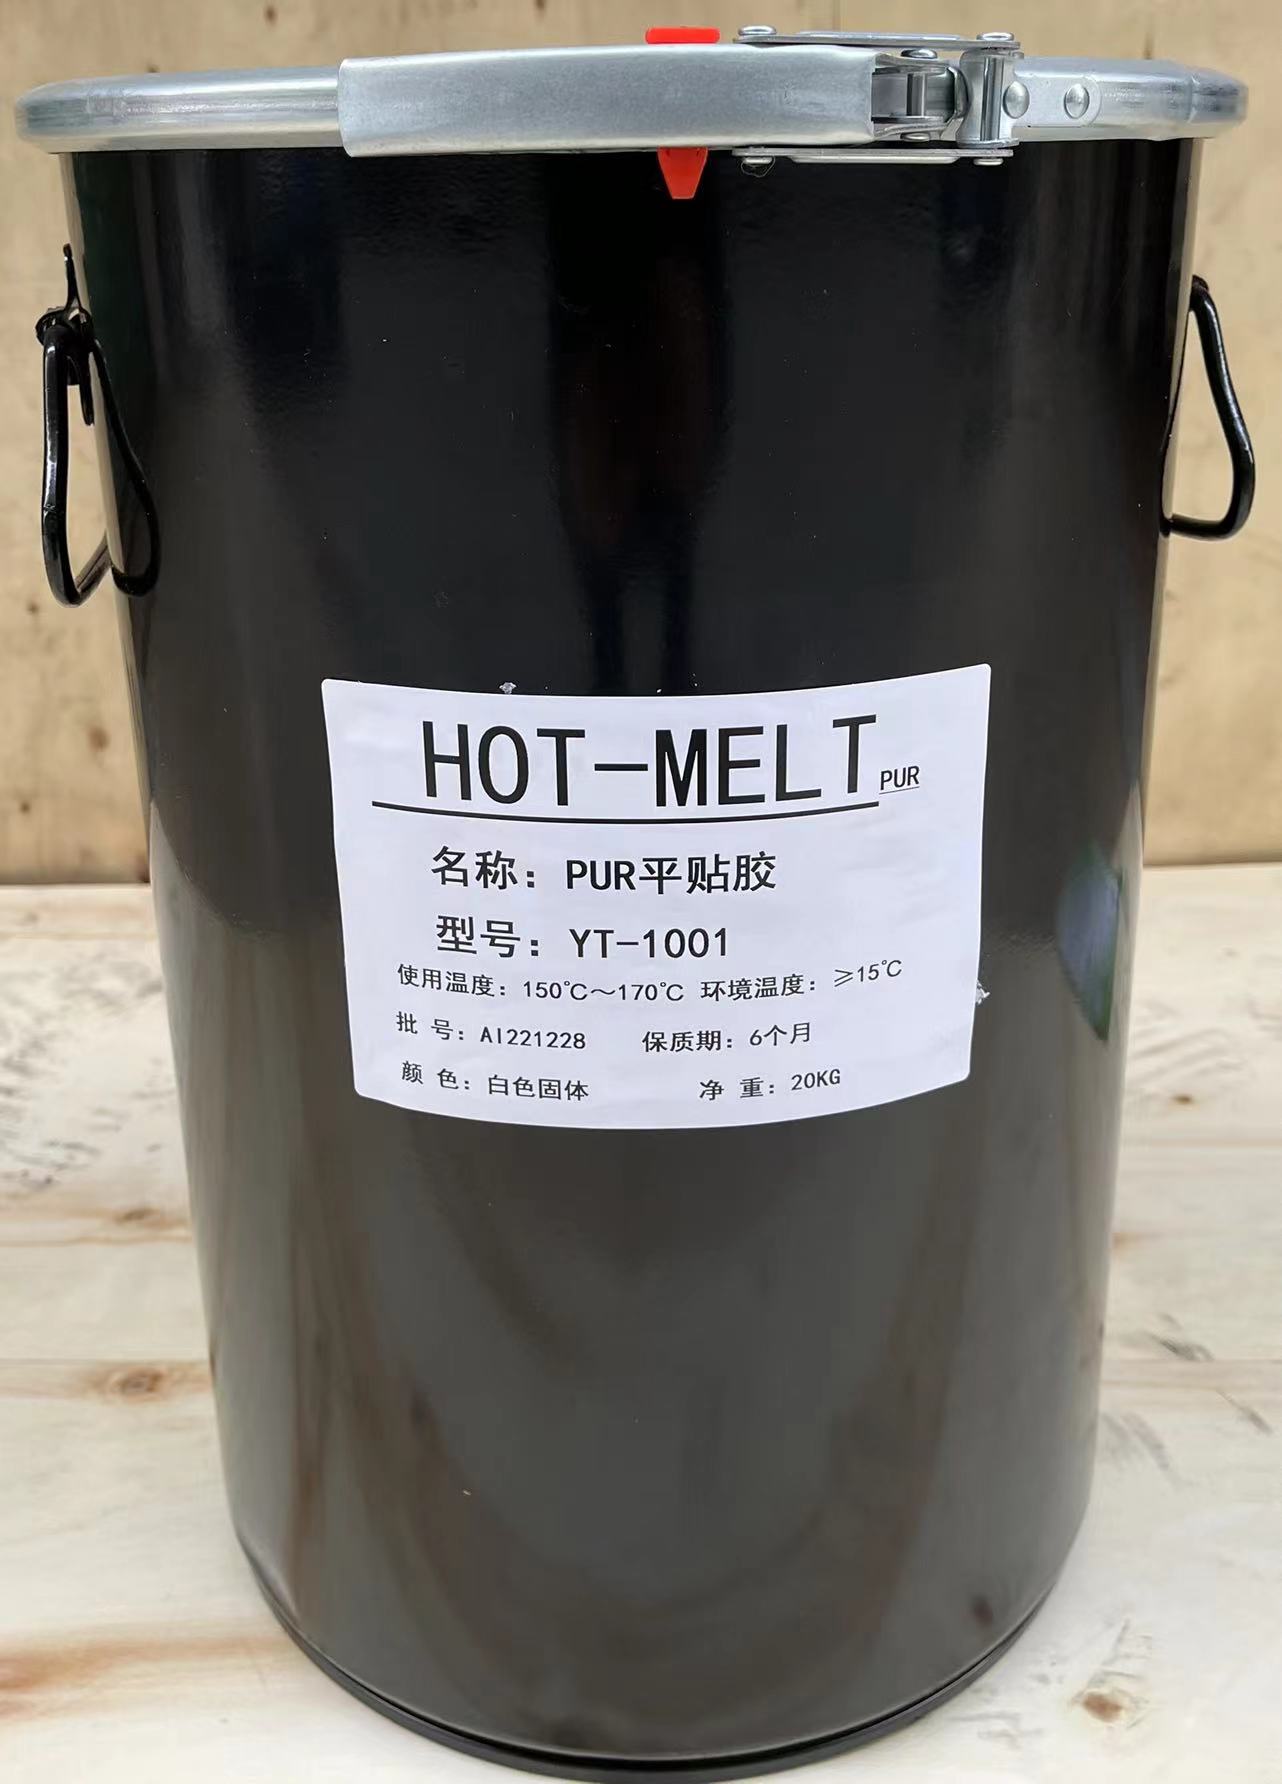 HOT-MELT PUR
名称：PUR平贴胶
型号：YT-1001
使用温度：150℃～170℃ 环境温度：≥15℃
批 号：AI221228 保质期：6个月
颜 色：白色固体 净 重：20KG